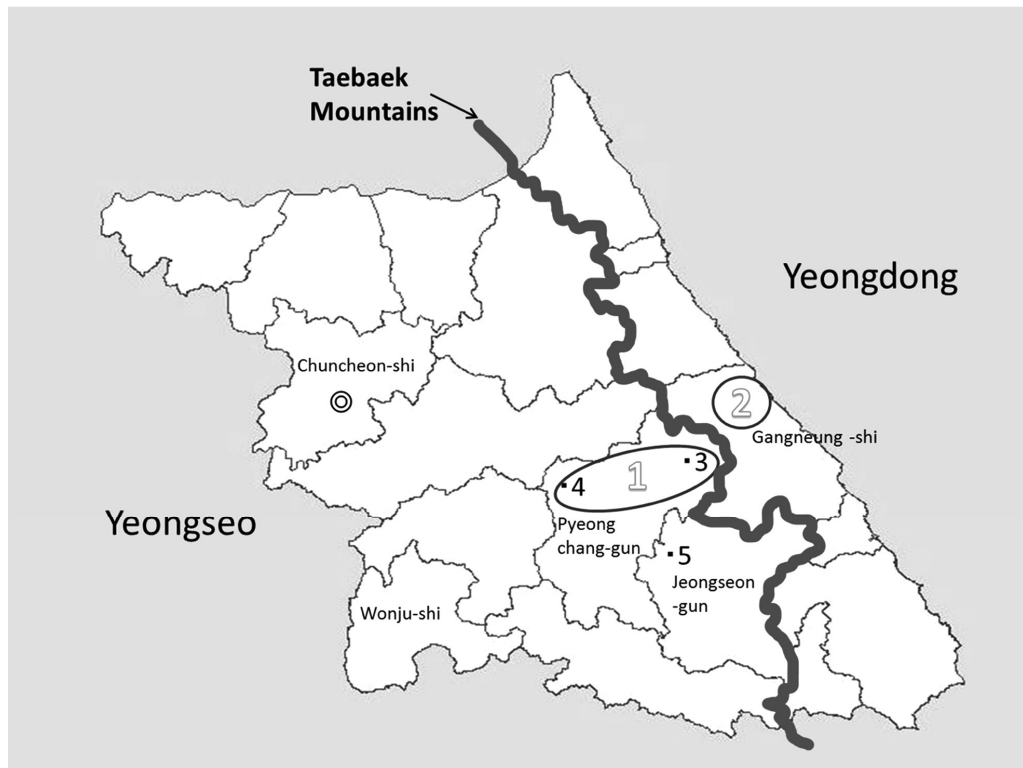 Taebaek
Mountains
Yeongdong
Chuncheon-shi
2
Gangneung -shi
3
1
4
Yeongseo
Pyeong
chang-gun
5
Jeongseon
-gun
Wonju-shi